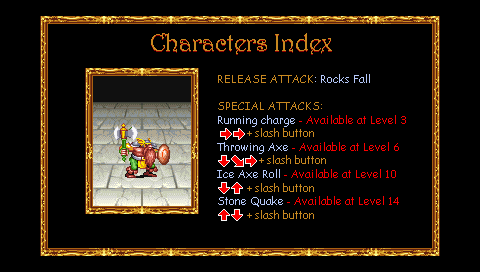 Characters Index
RELEASE ATTACK: Rocks Fall
SPECIAL ATTACKS:
Running charge - Available at Level 3
+ slash button
Throwing Axe - Available at Level 6
+ slash button
Ice Axe Roll - Available at Level 10
+ slash button
Stone Quake - Available at Level 14
+ slash button